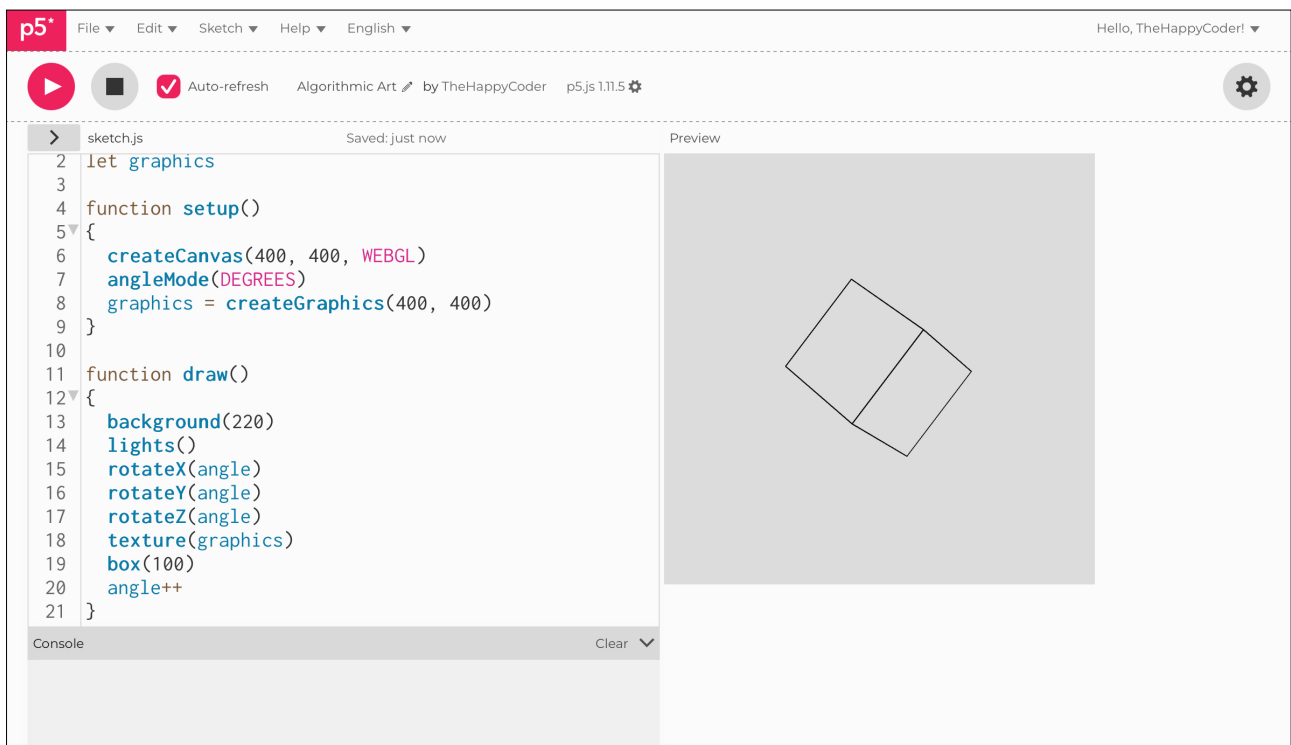 p5* File Edit Sketch Help English Hello, TheHappyCoder!
Auto-refresh Algorithmic Art by TheHappyCoder p5.js 1.11.5
sketch.js Saved: just now Preview
2 let graphics
3
4 function setup()
5 {
6 createCanvas(400, 400, WEBGL)
7 angleMode(DEGREES)
8 graphics = createGraphics(400, 400)
9 }
10
11 function draw()
12 {
13 background(220)
14 lights()
15 rotateX(angle)
16 rotateY(angle)
17 rotateZ(angle)
18 texture(graphics)
19 box(100)
20 angle++
21 }
Console Clear